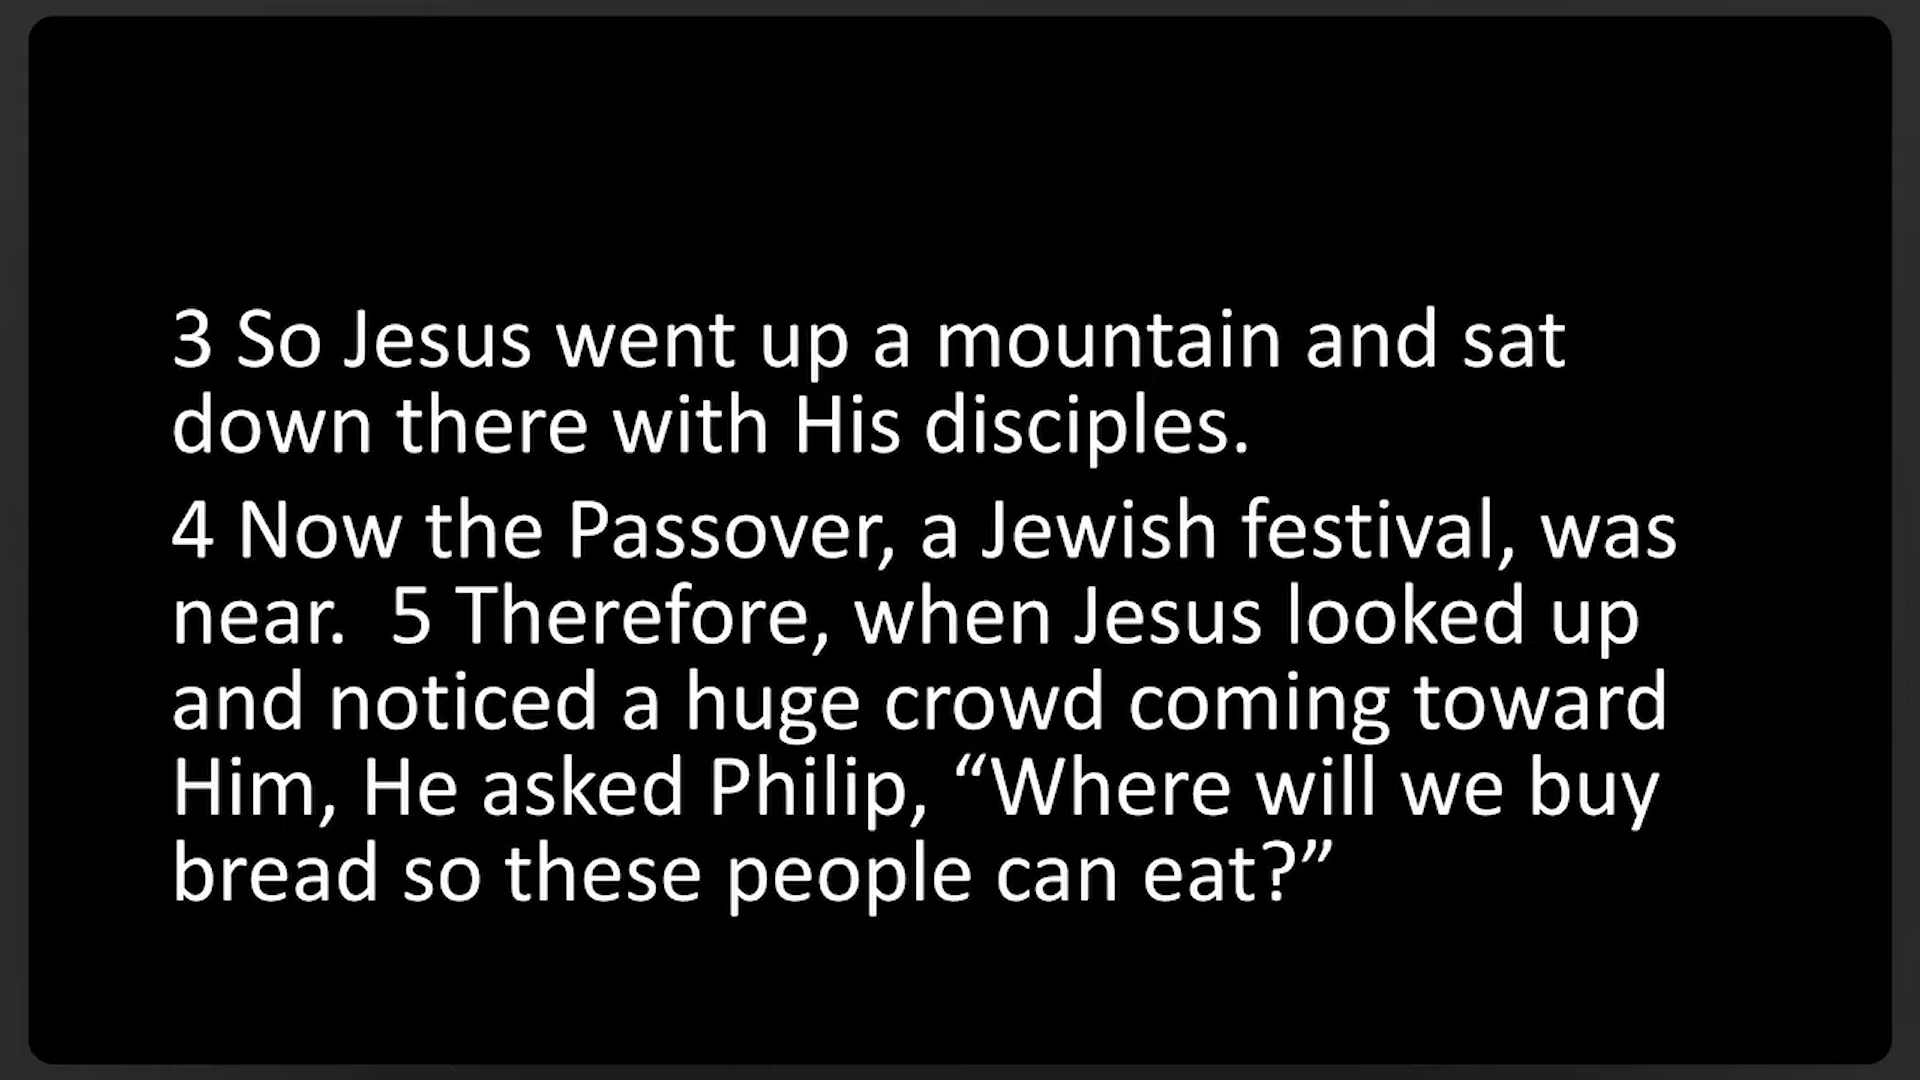 3 So Jesus went up a mountain and sat
down there with His disciples.
4 Now the Passover, a Jewish festival, was
near.  5 Therefore, when Jesus looked up
and noticed a huge crowd coming toward
Him, He asked Philip, “Where will we buy
bread so these people can eat?”